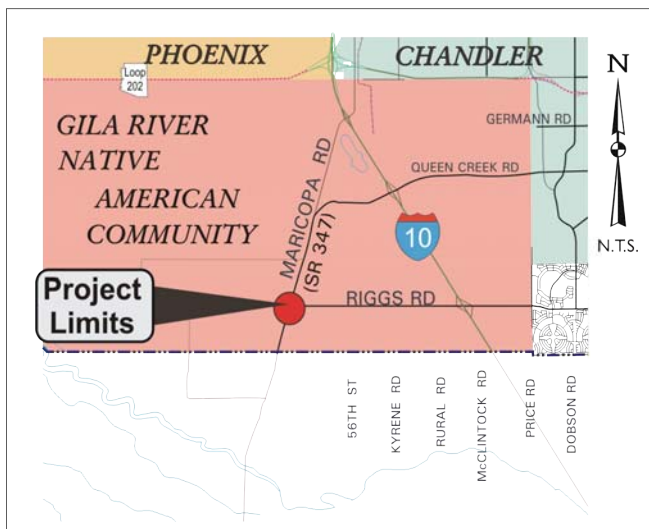 PHOENIX
CHANDLER
N
Loop
202
GILA RIVER
NATIVE
AMERICAN
COMMUNITY
GERMANN RD
QUEEN CREEK RD
MARICOPA RD
(SR 347)
10
N.T.S.
Project
Limits
RIGGS RD
56TH ST
KYRENE RD
RURAL RD
McCLINTOCK RD
PRICE RD
DOBSON RD